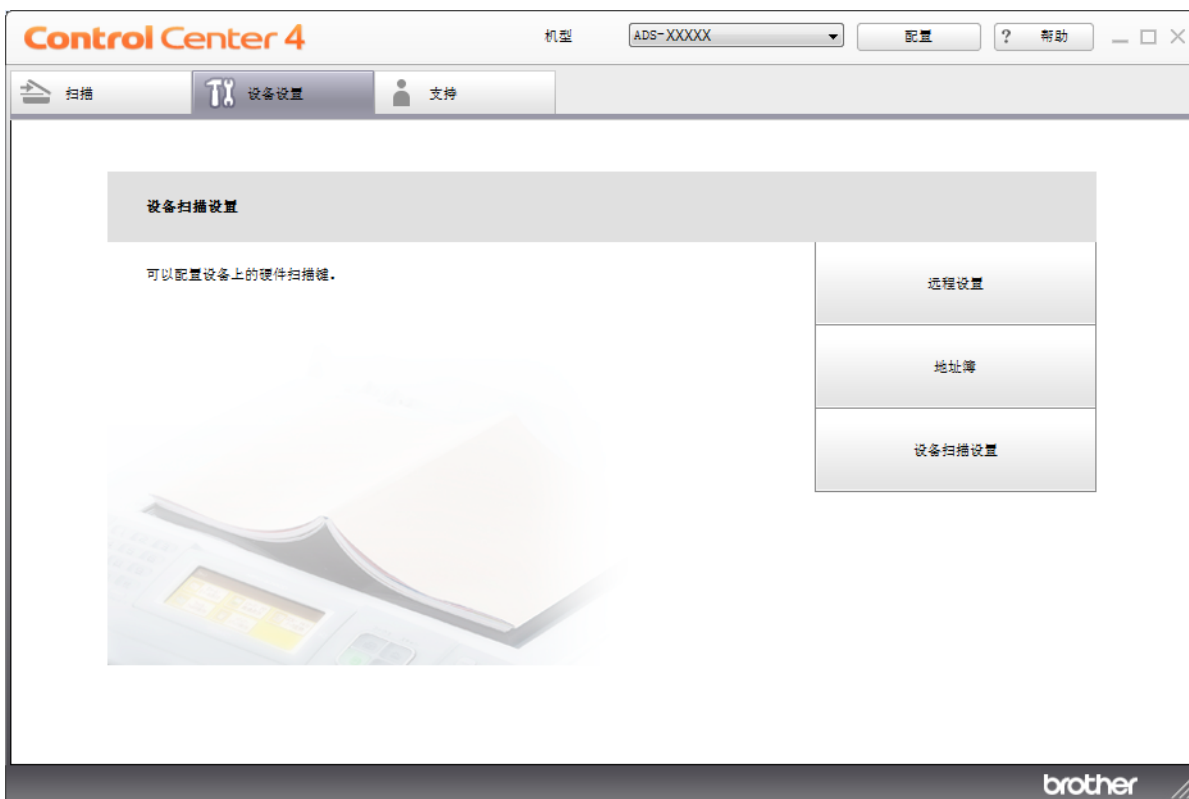 Control Center 4
机型
ADS-XXXXX
配置
? 帮助
扫描
设备设置
支持
设备扫描设置
可以配置设备上的硬件扫描键.
远程设置
地址簿
设备扫描设置
brother